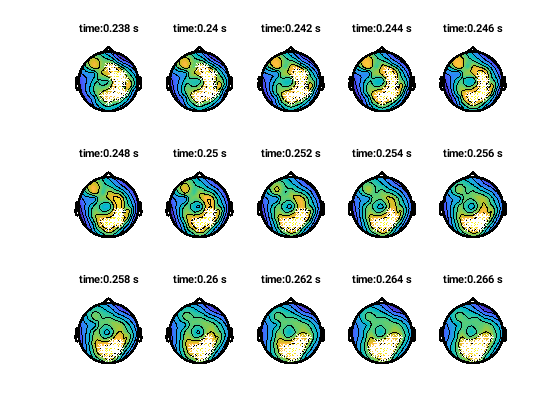 time:0.238 s time:0.24 s time:0.242 s time:0.244 s time:0.246 s
time:0.248 s time:0.25 s time:0.252 s time:0.254 s time:0.256 s
time:0.258 s time:0.26 s time:0.262 s time:0.264 s time:0.266 s